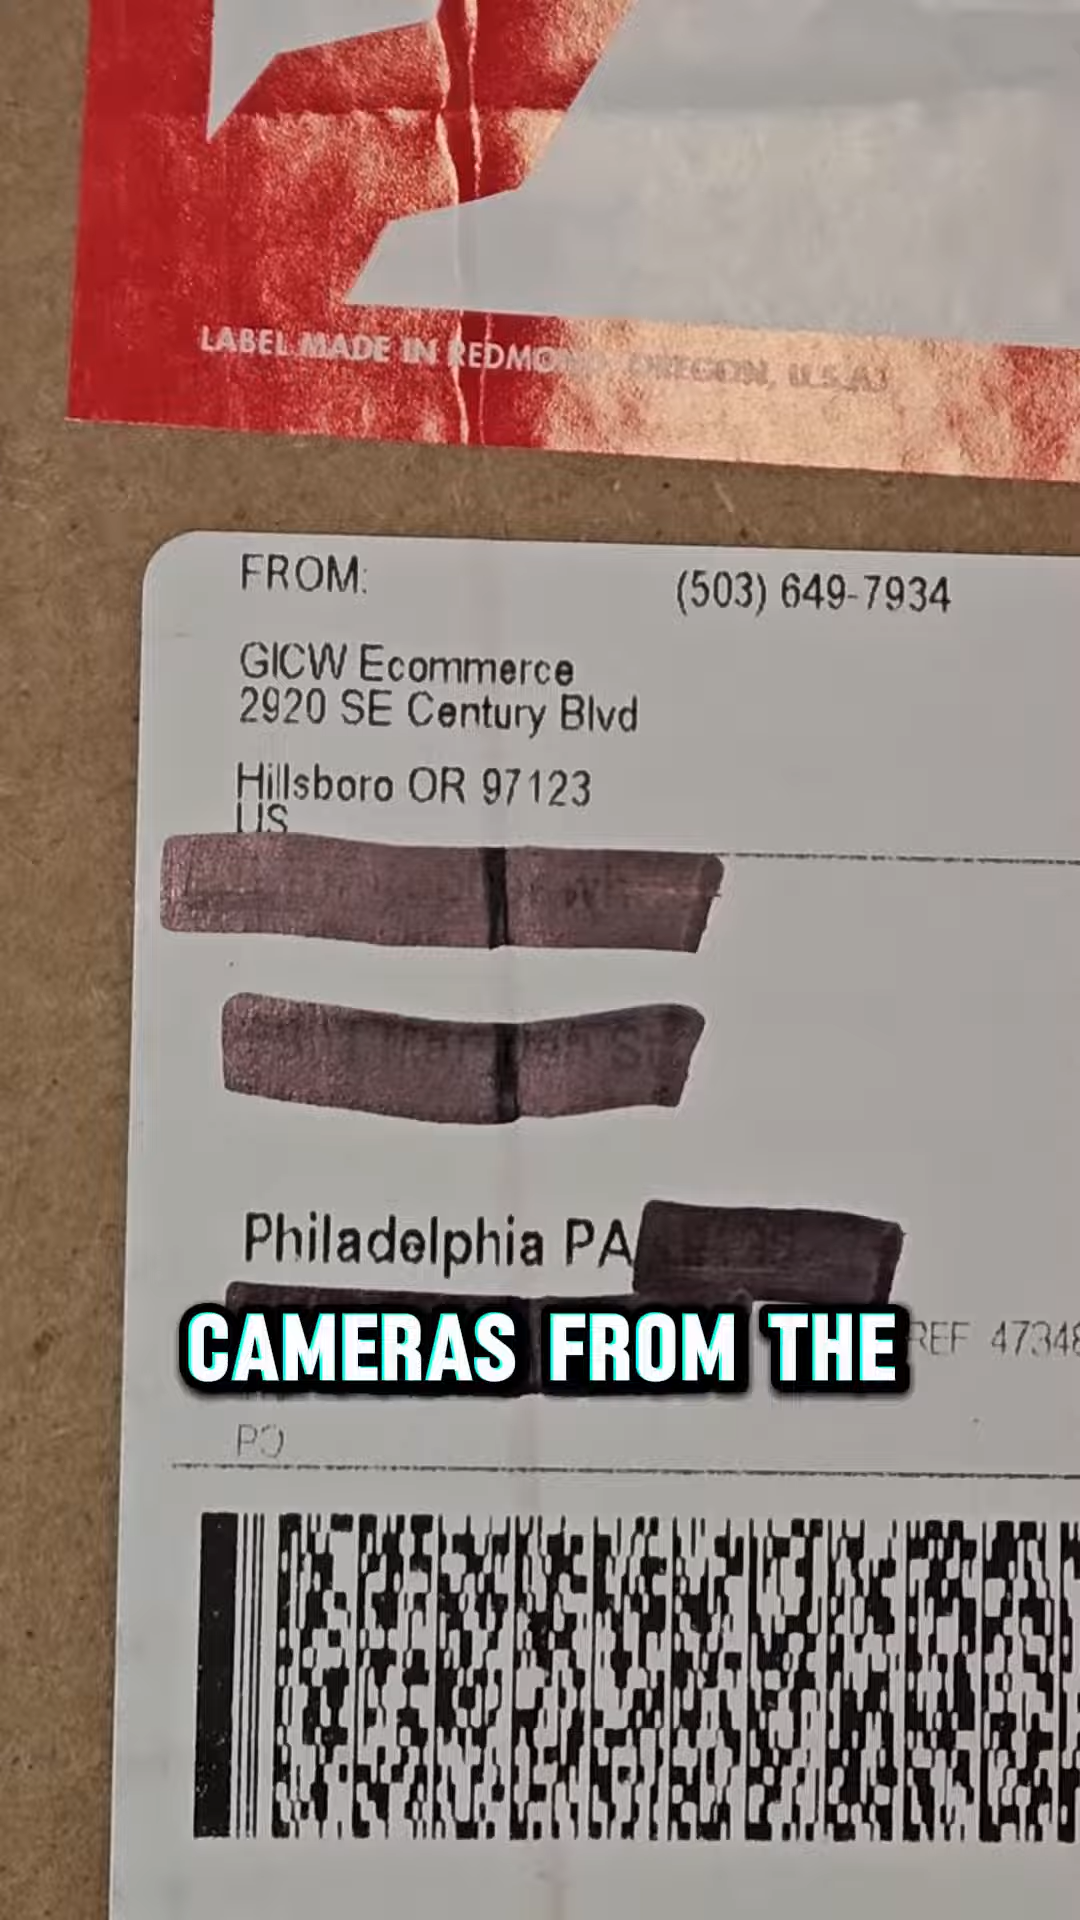 LABEL MADE IN REDMOND, OREGON, U.S.A.
FROM:
(503) 649-7934
GICW Ecommerce
2920 SE Century Blvd
Hillsboro OR 97123
US
Philadelphia PA
CAMERAS FROM THE
REF 47348
PO